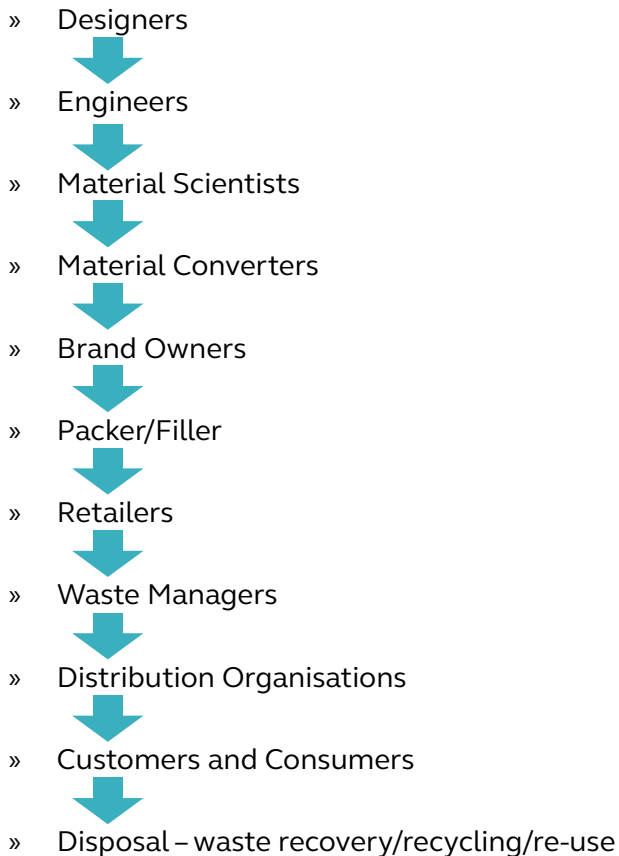 » Designers
» Engineers
» Material Scientists
» Material Converters
» Brand Owners
» Packer/Filler
» Retailers
» Waste Managers
» Distribution Organisations
» Customers and Consumers
» Disposal – waste recovery/recycling/re-use